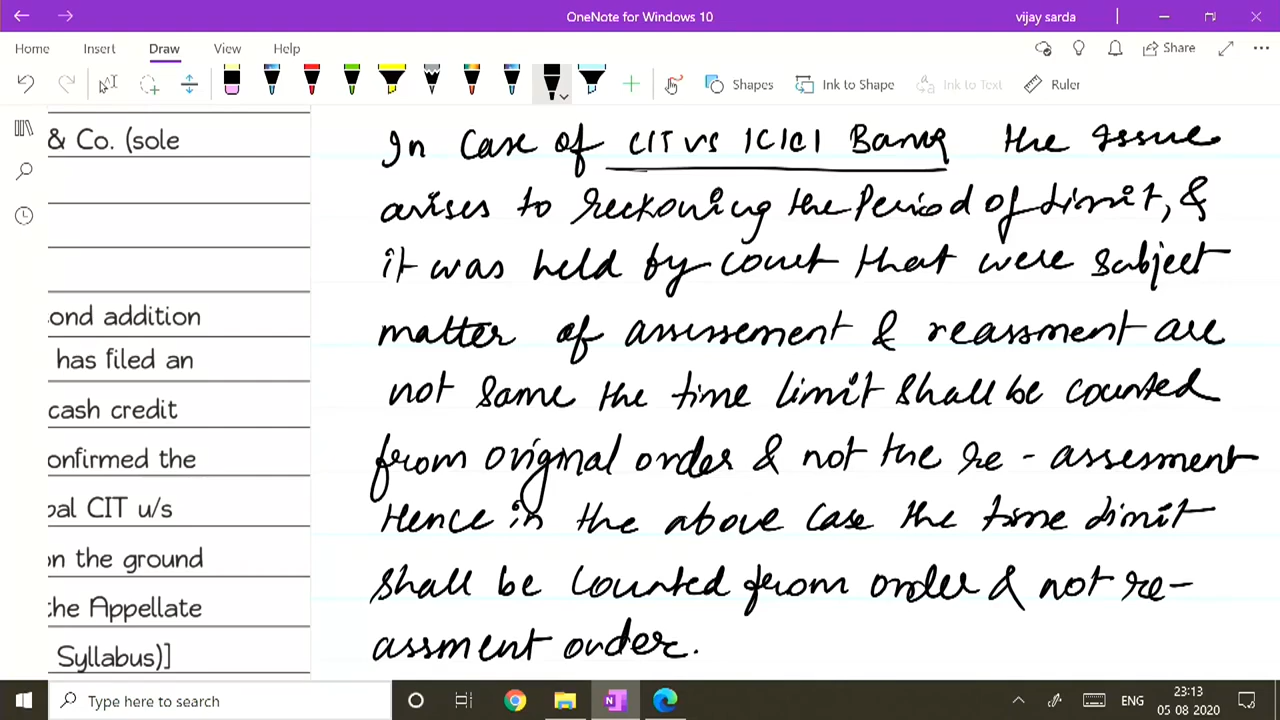 OneNote for Windows 10
vijay sarda
Home Insert Draw View Help
Share
Shapes
Ink to Shape
Ink to Text
Ruler
& Co. (sole
ond addition
has filed an
cash credit
onfirmed the
pal CIT u/s
on the ground
the Appellate
Syllabus)]
In Case of CIT vs ICICI Bank the issue
arises to reckoning the Period of limit, &
it was held by court that were subject
matter of assessment & reassment are
not same the time limit shall be counted
from original order & not the re-assesment
Hence in the above case the time limit
shall be counted from order & not re-
assment order.
Type here to search
ENG
23:13
05-08-2020